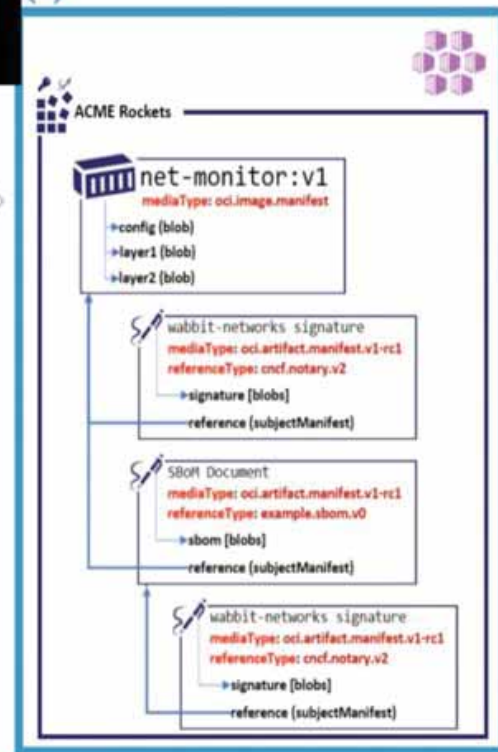 ACME Rockets
net-monitor:v1
mediaType: oci.image.manifest
config (blob)
layer1 (blob)
layer2 (blob)
wabbit-networks signature
mediaType: oci.artifact.manifest.v1-rc1
referenceType: cncf.notary.v2
signature [blobs]
reference (subjectManifest)
SBoM Document
mediaType: oci.artifact.manifest.v1-rc1
referenceType: example.sbom.v0
sbom [blobs]
reference (subjectManifest)
wabbit-networks signature
mediaType: oci.artifact.manifest.v1-rc1
referenceType: cncf.notary.v2
signature [blobs]
reference (subjectManifest)